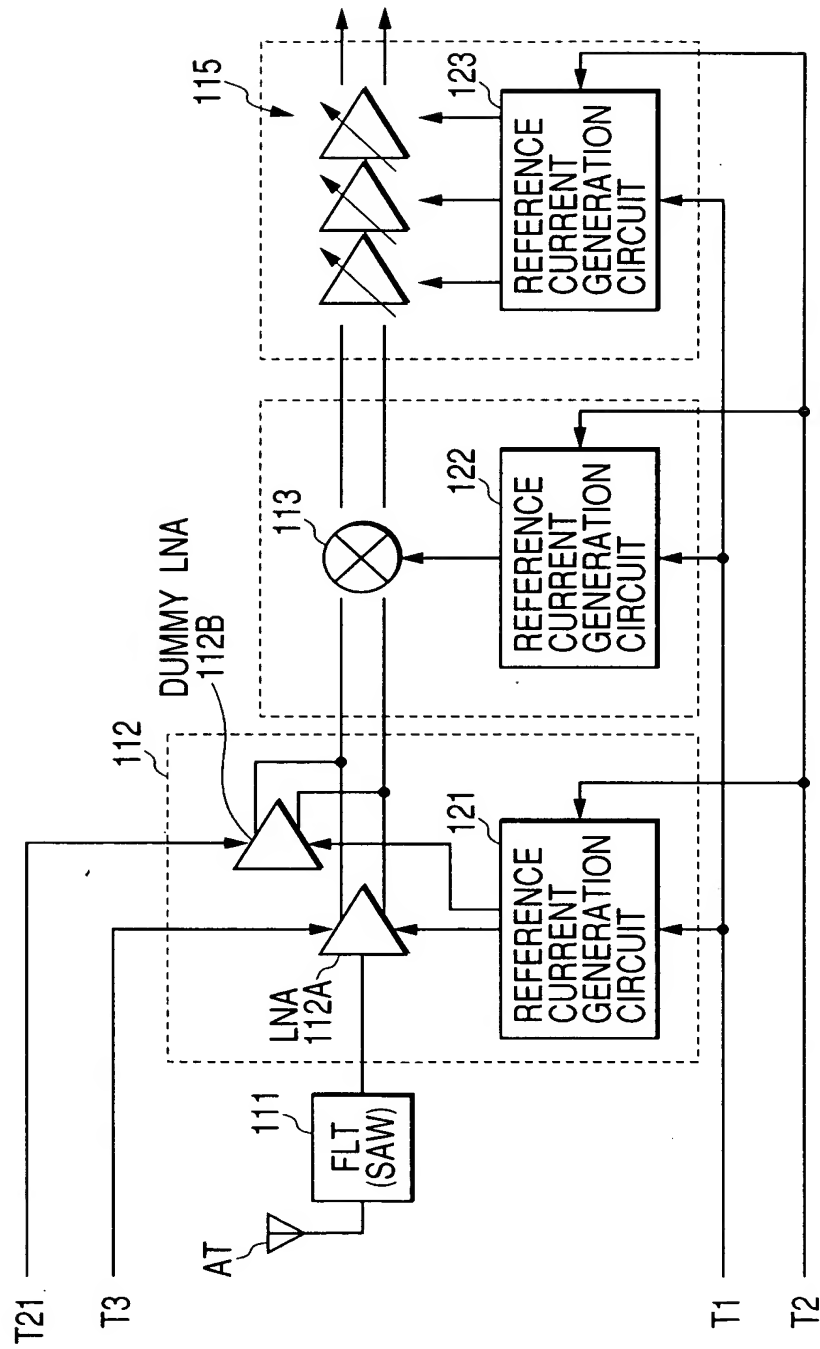 T21
T3
AT
111
FLT
(SAW)
LNA
112A
112
DUMMY LNA
112B
113
115
121
REFERENCE
CURRENT
GENERATION
CIRCUIT
122
REFERENCE
CURRENT
GENERATION
CIRCUIT
123
REFERENCE
CURRENT
GENERATION
CIRCUIT
T1
T2